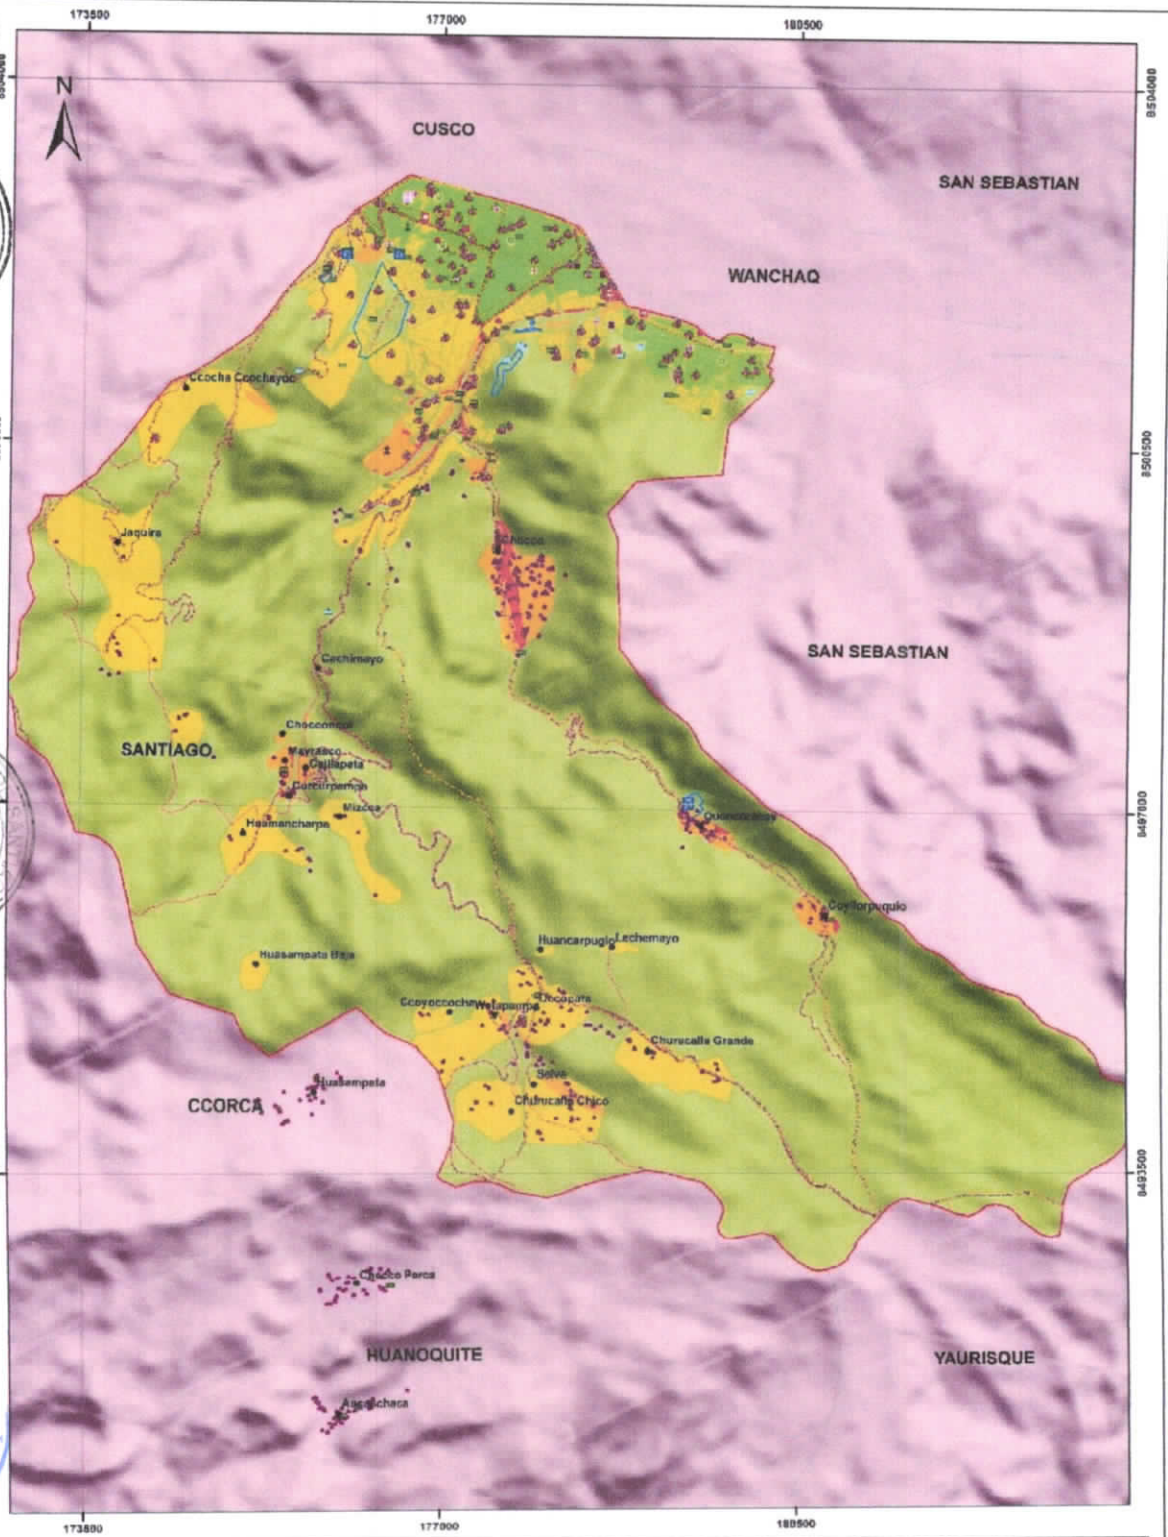 173500 177000 180500
8504000
N
CUSCO
SAN SEBASTIAN
WANCHAQ
Ccocha Ccochayoc
8500500
Jaquira
Chocco
SAN SEBASTIAN
Cachimayo
SANTIAGO
Mizcca
8497000
Huamancharpa
Coyllorpuquio
Huancarpugio Lechemayo
Huasampata Baja
Occopata
Churucalla Grande
Huasampata
Selva
CCORCA
Churucalla Chico
8493500
Chocco Perca
HUANOQUITE
YAURISQUE
173500 177000 180500